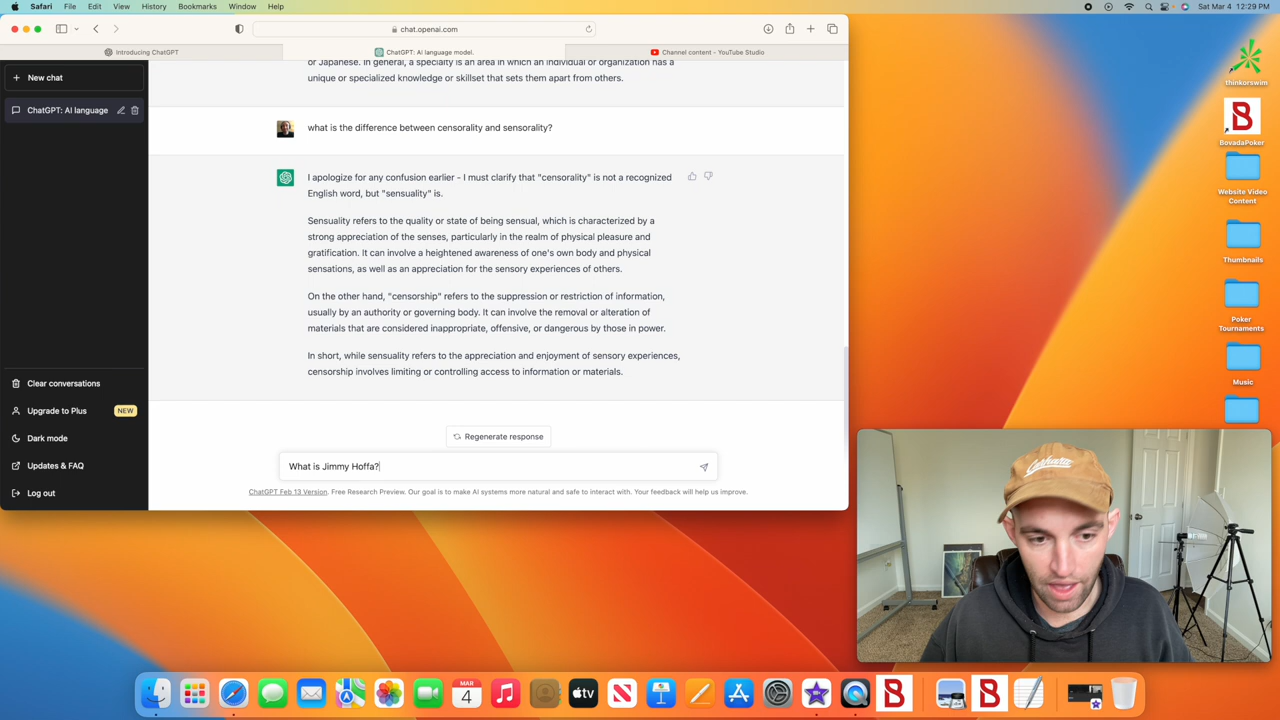 Safari File Edit View History Bookmarks Window Help
Sat Mar 4 12:29 PM
chat.openai.com
Introducing ChatGPT
ChatGPT: AI language model.
Channel content - YouTube Studio
New chat
ChatGPT: AI language
or Japanese. In general, a specialty is an area in which an individual or organization has a
unique or specialized knowledge or skillset that sets them apart from others.
what is the difference between censorality and sensorality?
I apologize for any confusion earlier - I must clarify that "censorality" is not a recognized
English word, but "sensuality" is.
Sensuality refers to the quality or state of being sensual, which is characterized by a
strong appreciation of the senses, particularly in the realm of physical pleasure and
gratification. It can involve a heightened awareness of one's own body and physical
sensations, as well as an appreciation for the sensory experiences of others.
On the other hand, "censorship" refers to the suppression or restriction of information,
usually by an authority or governing body. It can involve the removal or alteration of
materials that are considered inappropriate, offensive, or dangerous by those in power.
In short, while sensuality refers to the appreciation and enjoyment of sensory experiences,
censorship involves limiting or controlling access to information or materials.
Clear conversations
Upgrade to Plus NEW
Dark mode
Updates & FAQ
Log out
Regenerate response
What is Jimmy Hoffa?
ChatGPT Feb 13 Version. Free Research Preview. Our goal is to make AI systems more natural and safe to interact with. Your feedback will help us improve.
thinkorswim
B
BovadaPoker
Website Video
Content
Thumbnails
Poker
Tournaments
Music
Carhartt
MAR
4
tv
N
A
B
B